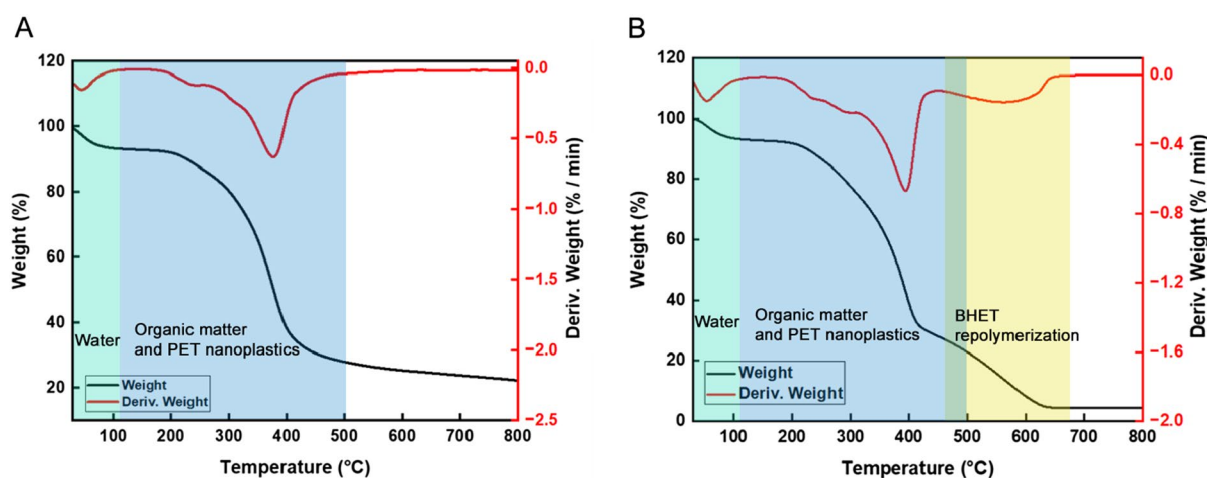 A
120
100
80
60
40
20
Weight (%)
Water
Organic matter
and PET nanoplastics
Weight
Deriv. Weight
100 200 300 400 500 600 700 800
Temperature (°C)
0.0
−0.5
−1.0
−1.5
−2.0
−2.5
Deriv. Weight (% / min)
B
120
100
80
60
40
20
0
Weight (%)
Water
Organic matter
and PET nanoplastics
BHET
repolymerization
Weight
Deriv. Weight
100 200 300 400 500 600 700 800
Temperature (°C)
0.0
−0.4
−0.8
−1.2
−1.6
−2.0
Deriv. Weight (% / min)